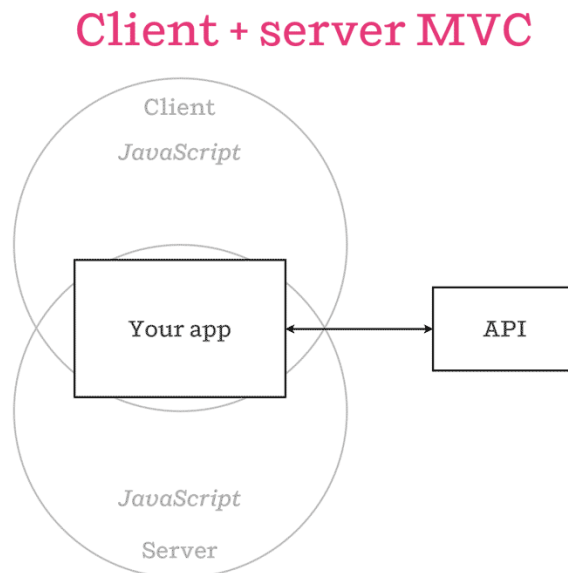 Client + server MVC
Client
JavaScript
Your app
API
JavaScript
Server